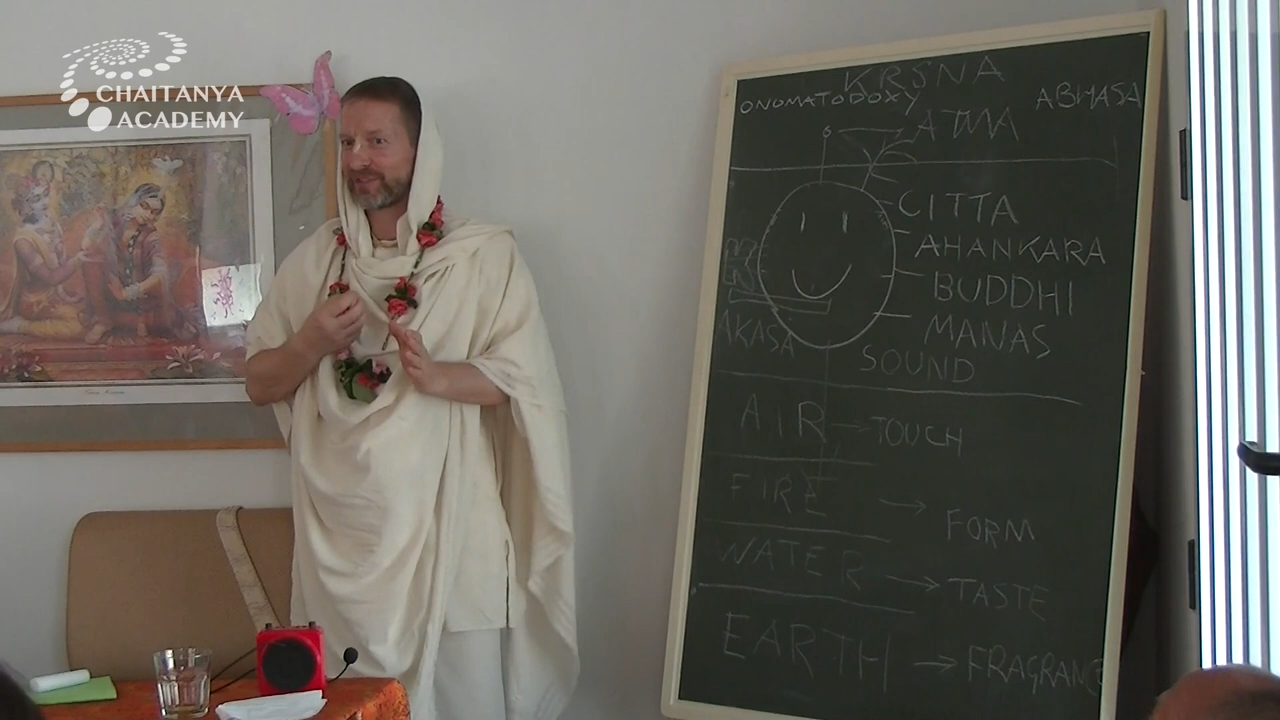 CHAITANYA
ACADEMY
KRSNA
ONOMATODOXY
ABHASA
ATMA
CITTA
AHANKARA
BUDDHI
MANAS
AKASA
SOUND
AIR → TOUCH
FIRE → FORM
WATER → TASTE
EARTH → FRAGRANCE